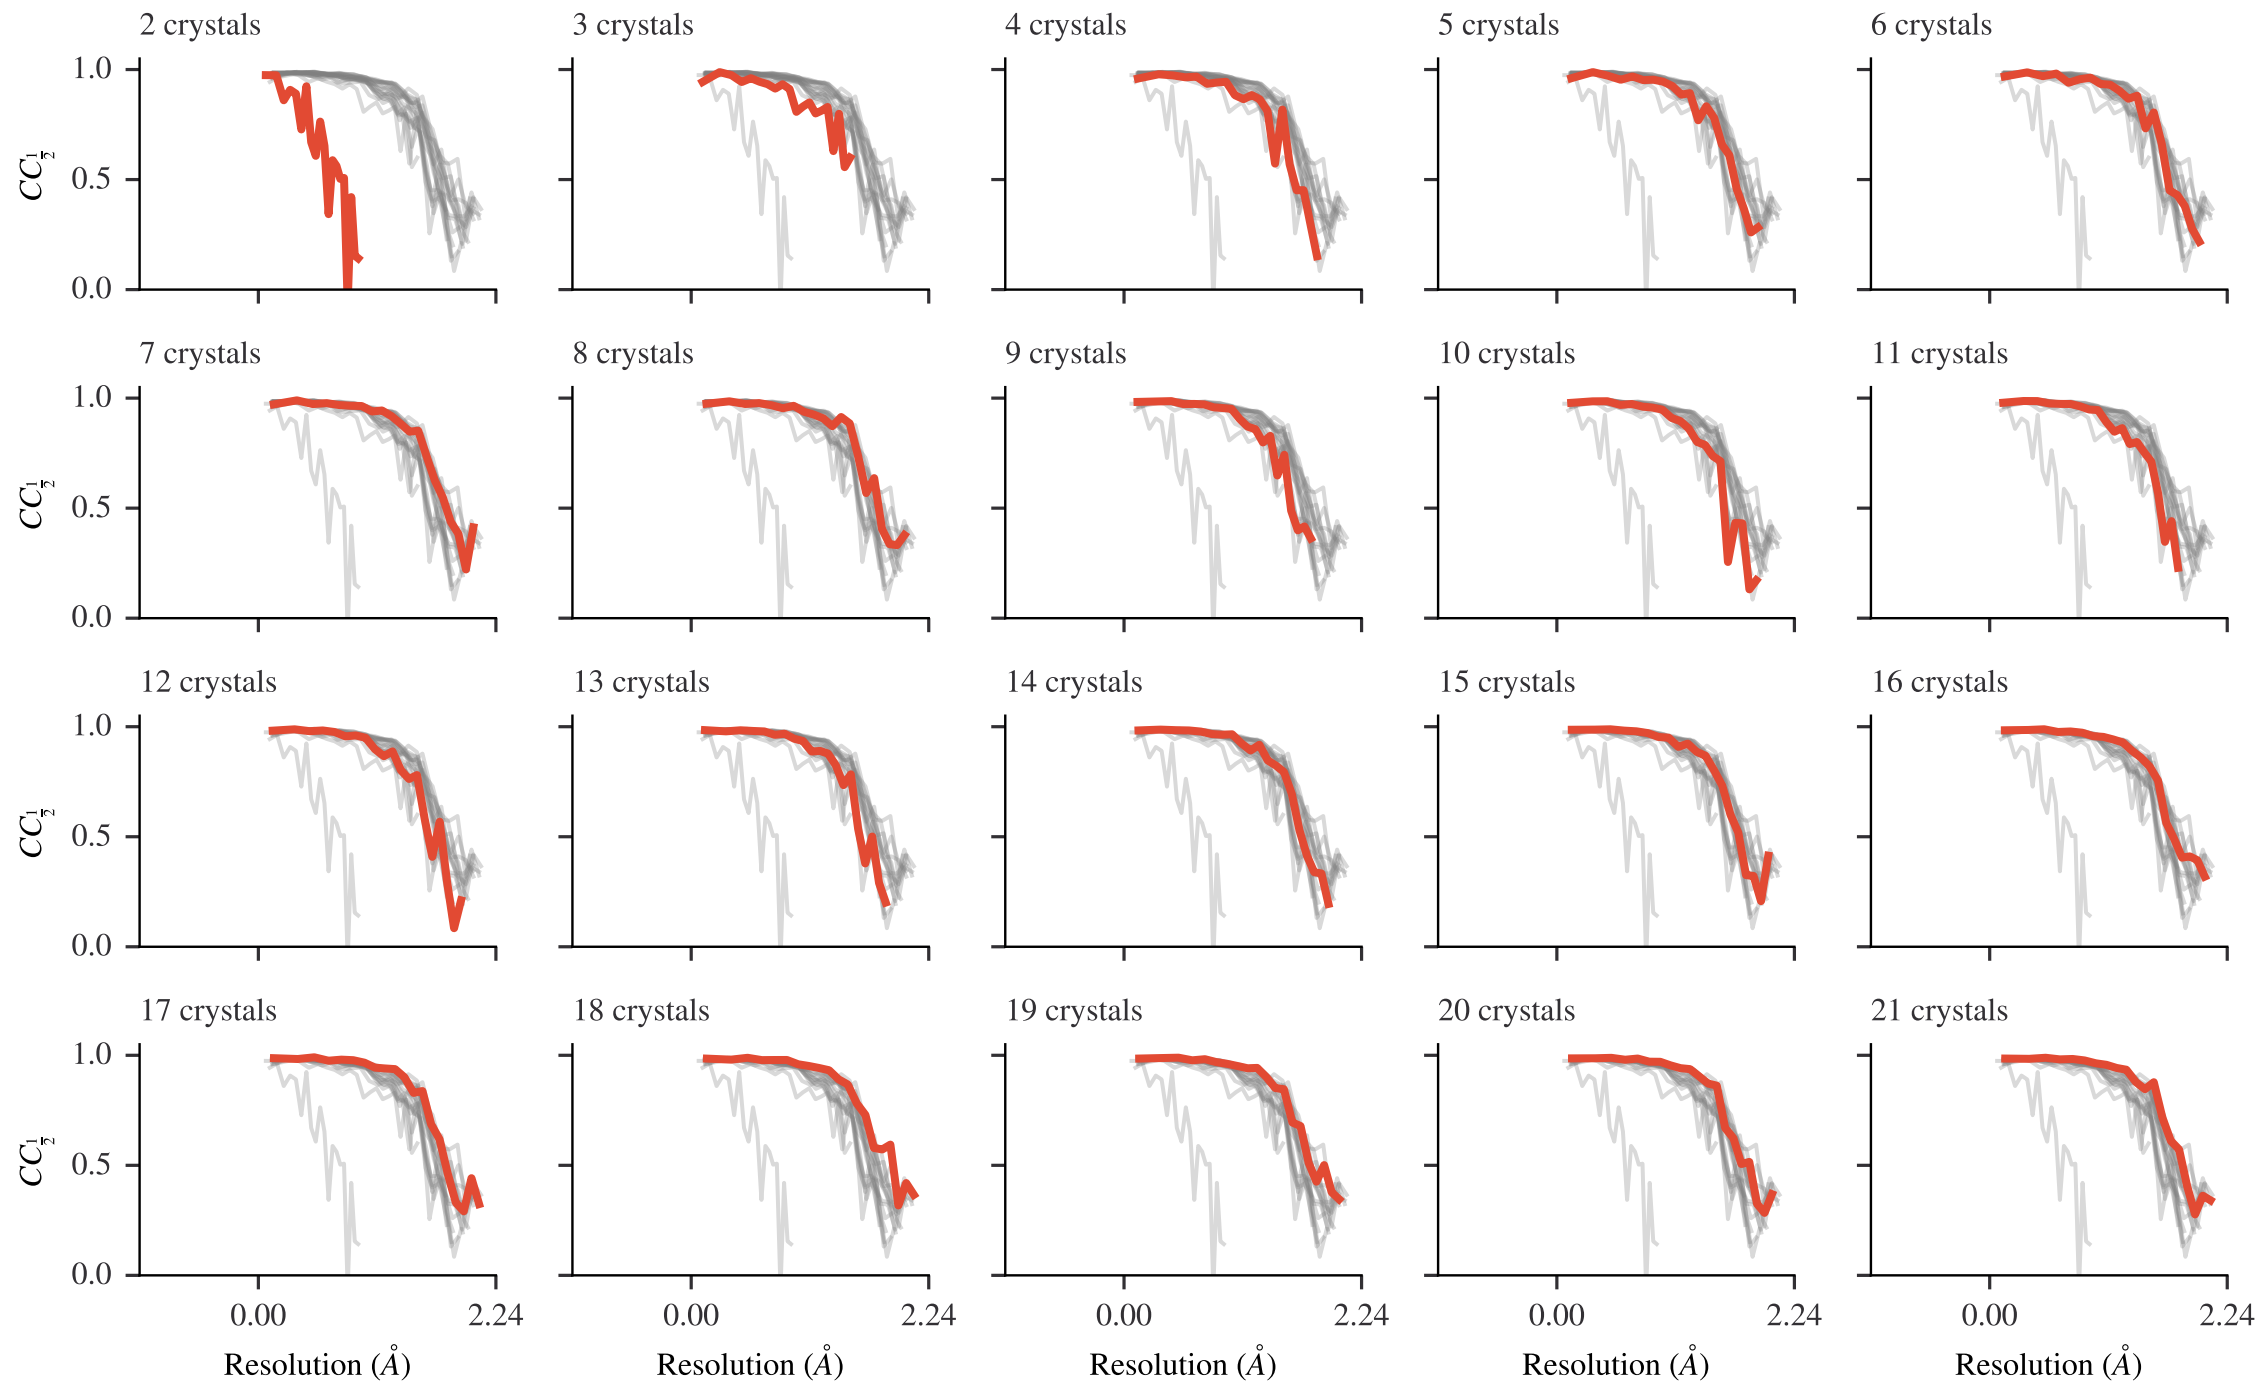 2 crystals 3 crystals 4 crystals 5 crystals 6 crystals
1.0
0.5
0.0
CC1/2
7 crystals 8 crystals 9 crystals 10 crystals 11 crystals
1.0
0.5
0.0
CC1/2
12 crystals 13 crystals 14 crystals 15 crystals 16 crystals
1.0
0.5
0.0
CC1/2
17 crystals 18 crystals 19 crystals 20 crystals 21 crystals
1.0
0.5
0.0
CC1/2
0.00 2.24 0.00 2.24 0.00 2.24 0.00 2.24 0.00 2.24
Resolution (Å) Resolution (Å) Resolution (Å) Resolution (Å) Resolution (Å)